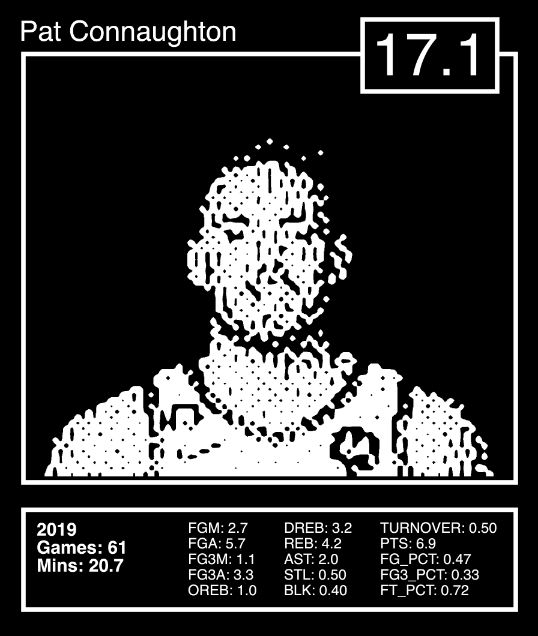 Pat Connaughton
17.1
2019
Games: 61
Mins: 20.7
FGM: 2.7
FGA: 5.7
FG3M: 1.1
FG3A: 3.3
OREB: 1.0
DREB: 3.2
REB: 4.2
AST: 2.0
STL: 0.50
BLK: 0.40
TURNOVER: 0.50
PTS: 6.9
FG_PCT: 0.47
FG3_PCT: 0.33
FT_PCT: 0.72